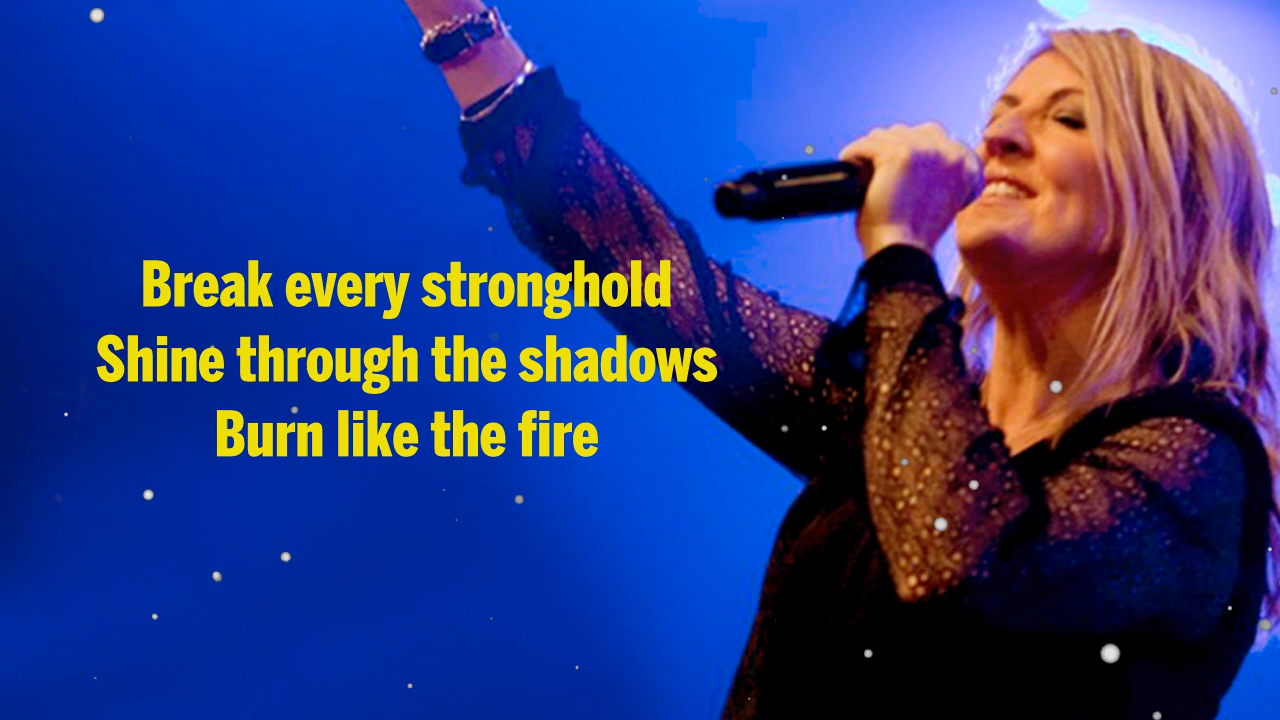 Break every stronghold
Shine through the shadows
Burn like the fire